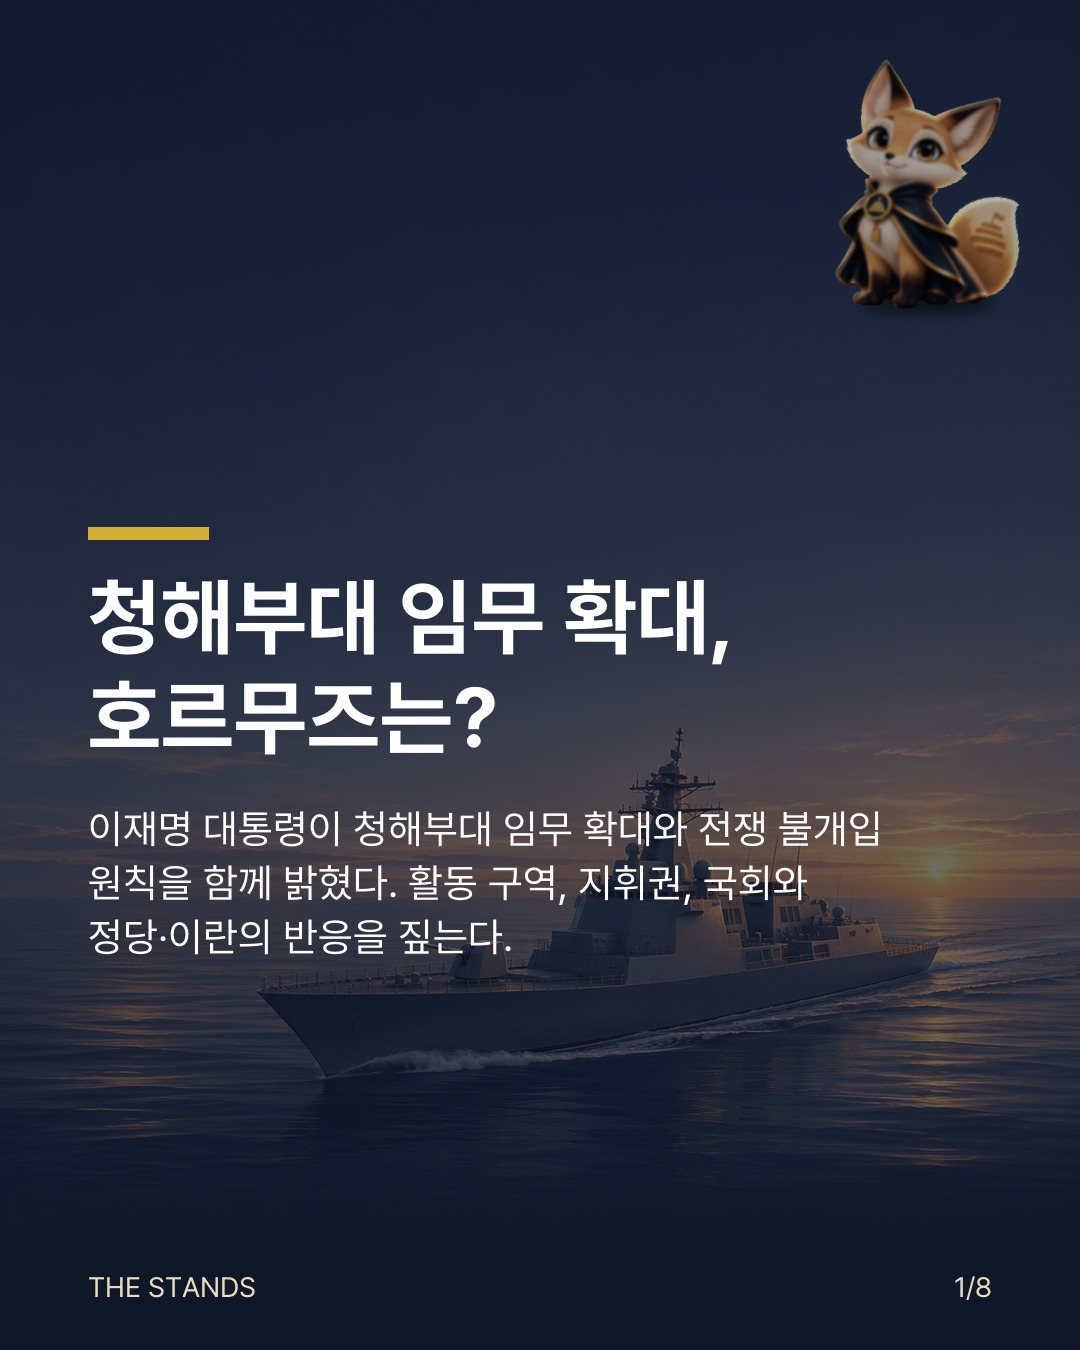 청해부대 임무 확대,
호르무즈는?
이재명 대통령이 청해부대 임무 확대와 전쟁 불개입
원칙을 함께 밝혔다. 활동 구역, 지휘권, 국회와
정당·이란의 반응을 짚는다.
THE STANDS
1/8